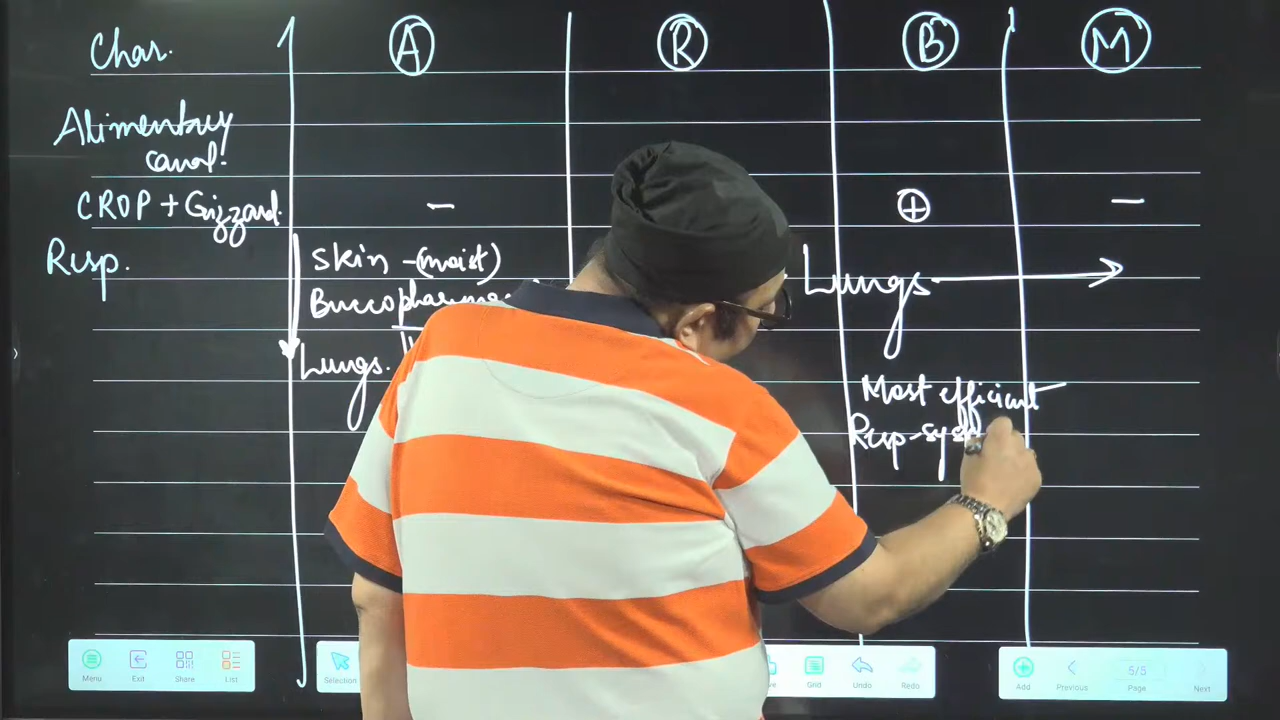 Char. A R B M
Alimentary
canal.
CROP + Gizzard. - + -
Resp. Skin - (moist) Lungs
Lungs.
Most efficient
Resp-syst
Menu Exit Share List Selection Grid Undo Redo Add Previous 5/5 Page Next